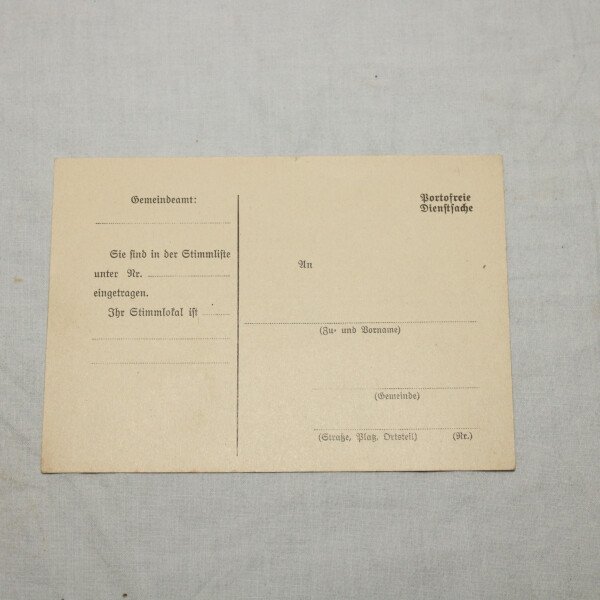 Gemeindeamt:
Sie sind in der Stimmliste
unter Nr.
eingetragen.
Ihr Stimmlokal ist
Portofreie
Dienstsache
An
(Zu- und Vorname)
(Gemeinde)
(Straße, Platz, Ortsteil) (Nr.)